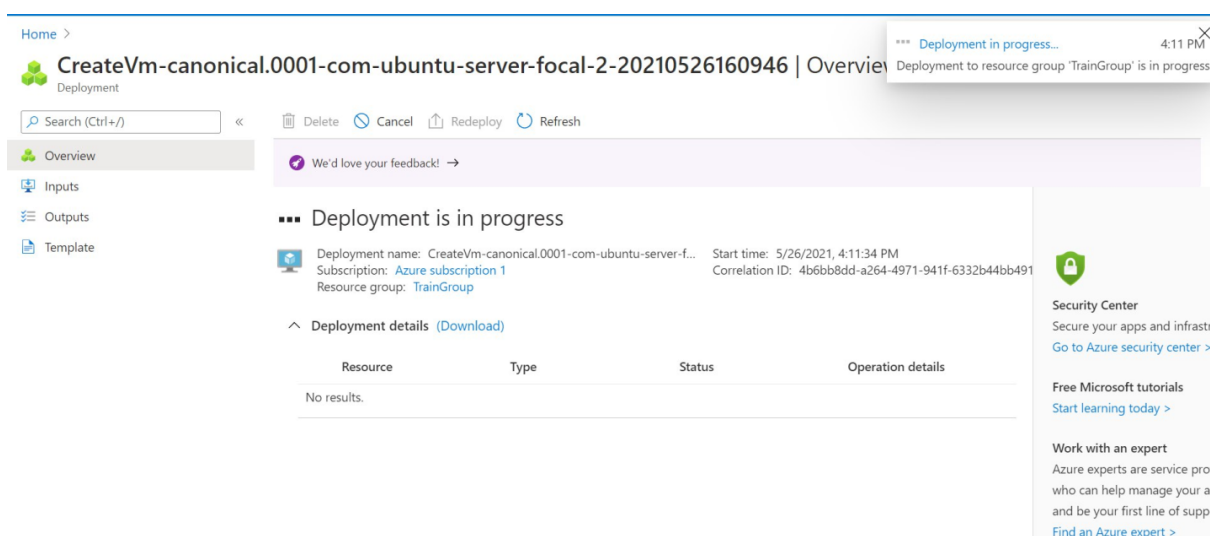 Home >
CreateVm-canonical.0001-com-ubuntu-server-focal-2-20210526160946 | Overview
Deployment
Deployment in progress... 4:11 PM
Deployment to resource group 'TrainGroup' is in progress
Search (Ctrl+/) «
Delete Cancel Redeploy Refresh
Overview
Inputs
Outputs
Template
We'd love your feedback! →
Deployment is in progress
Deployment name: CreateVm-canonical.0001-com-ubuntu-server-f... Start time: 5/26/2021, 4:11:34 PM
Subscription: Azure subscription 1 Correlation ID: 4b6bb8dd-a264-4971-941f-6332b44bb491
Resource group: TrainGroup
Deployment details (Download)
Resource Type Status Operation details
No results.
Security Center
Secure your apps and infrastr
Go to Azure security center >
Free Microsoft tutorials
Start learning today >
Work with an expert
Azure experts are service pro
who can help manage your a
and be your first line of supp
Find an Azure expert >